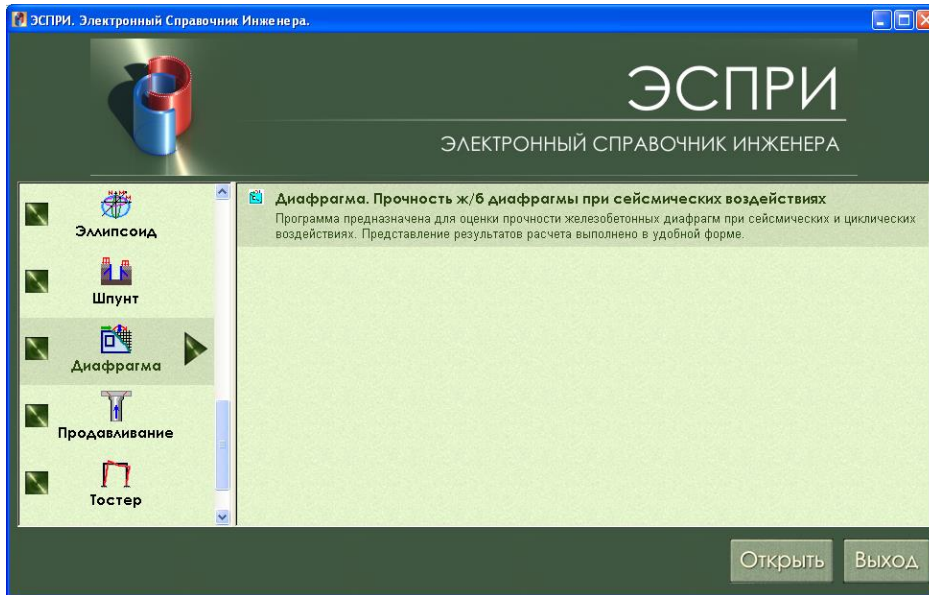 ЭСПРИ. Электронный Справочник Инженера.
ЭСПРИ
ЭЛЕКТРОННЫЙ СПРАВОЧНИК ИНЖЕНЕРА
Эллипсоид
Шпунт
Диафрагма
Продавливание
Тостер
Диафрагма. Прочность ж/б диафрагмы при сейсмических воздействиях
Программа предназначена для оценки прочности железобетонных диафрагм при сейсмических и циклических
воздействиях. Представление результатов расчета выполнено в удобной форме.
Открыть
Выход